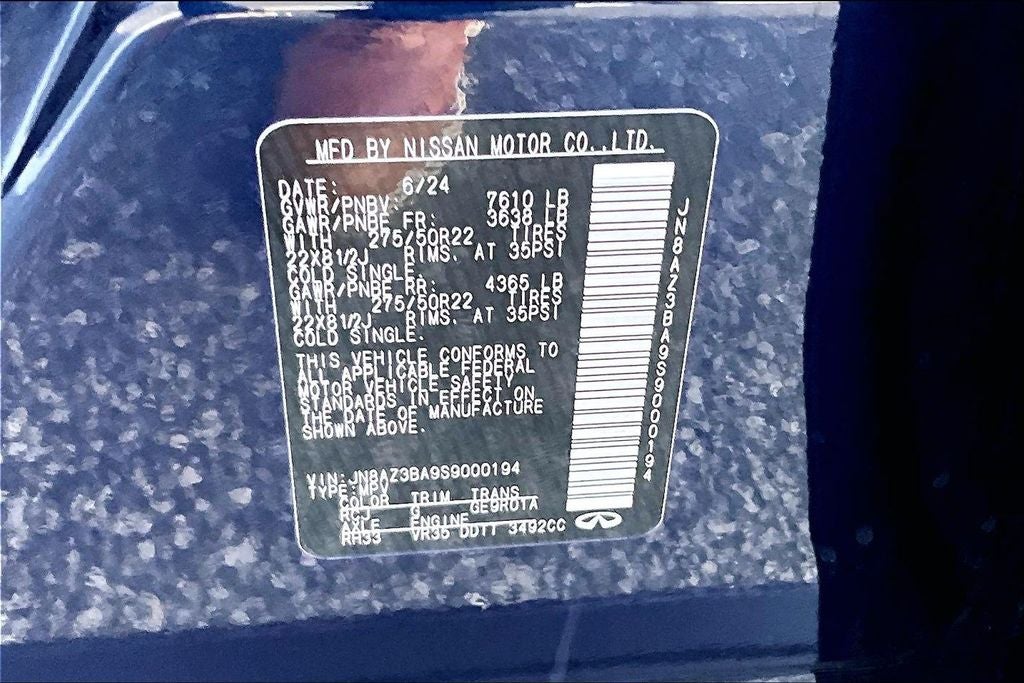 MFD BY NISSAN MOTOR CO.,LTD.
DATE: 6/24
GVWR/PNBV: 7610 LB
GAWR/PNBE FR: 3638 LB
WITH 275/50R22 TIRES
22X81/2J RIMS, AT 35PSI
COLD SINGLE.
GAWR/PNBE RR: 4365 LB
WITH 275/50R22 TIRES
22X81/2J RIMS, AT 35PSI
COLD SINGLE.
THIS VEHICLE CONFORMS TO
ALL APPLICABLE FEDERAL
MOTOR VEHICLE SAFETY
STANDARDS IN EFFECT ON
THE DATE OF MANUFACTURE
SHOWN ABOVE.
VIN:JN8AZ3BA9S9000194
TYPE:MPV
COLOR TRIM TRANS
RCJ G GE9R01A
AXLE ENGINE
RH33 VR35 DDTT 3492CC
JN8AZ3BA9S9000194